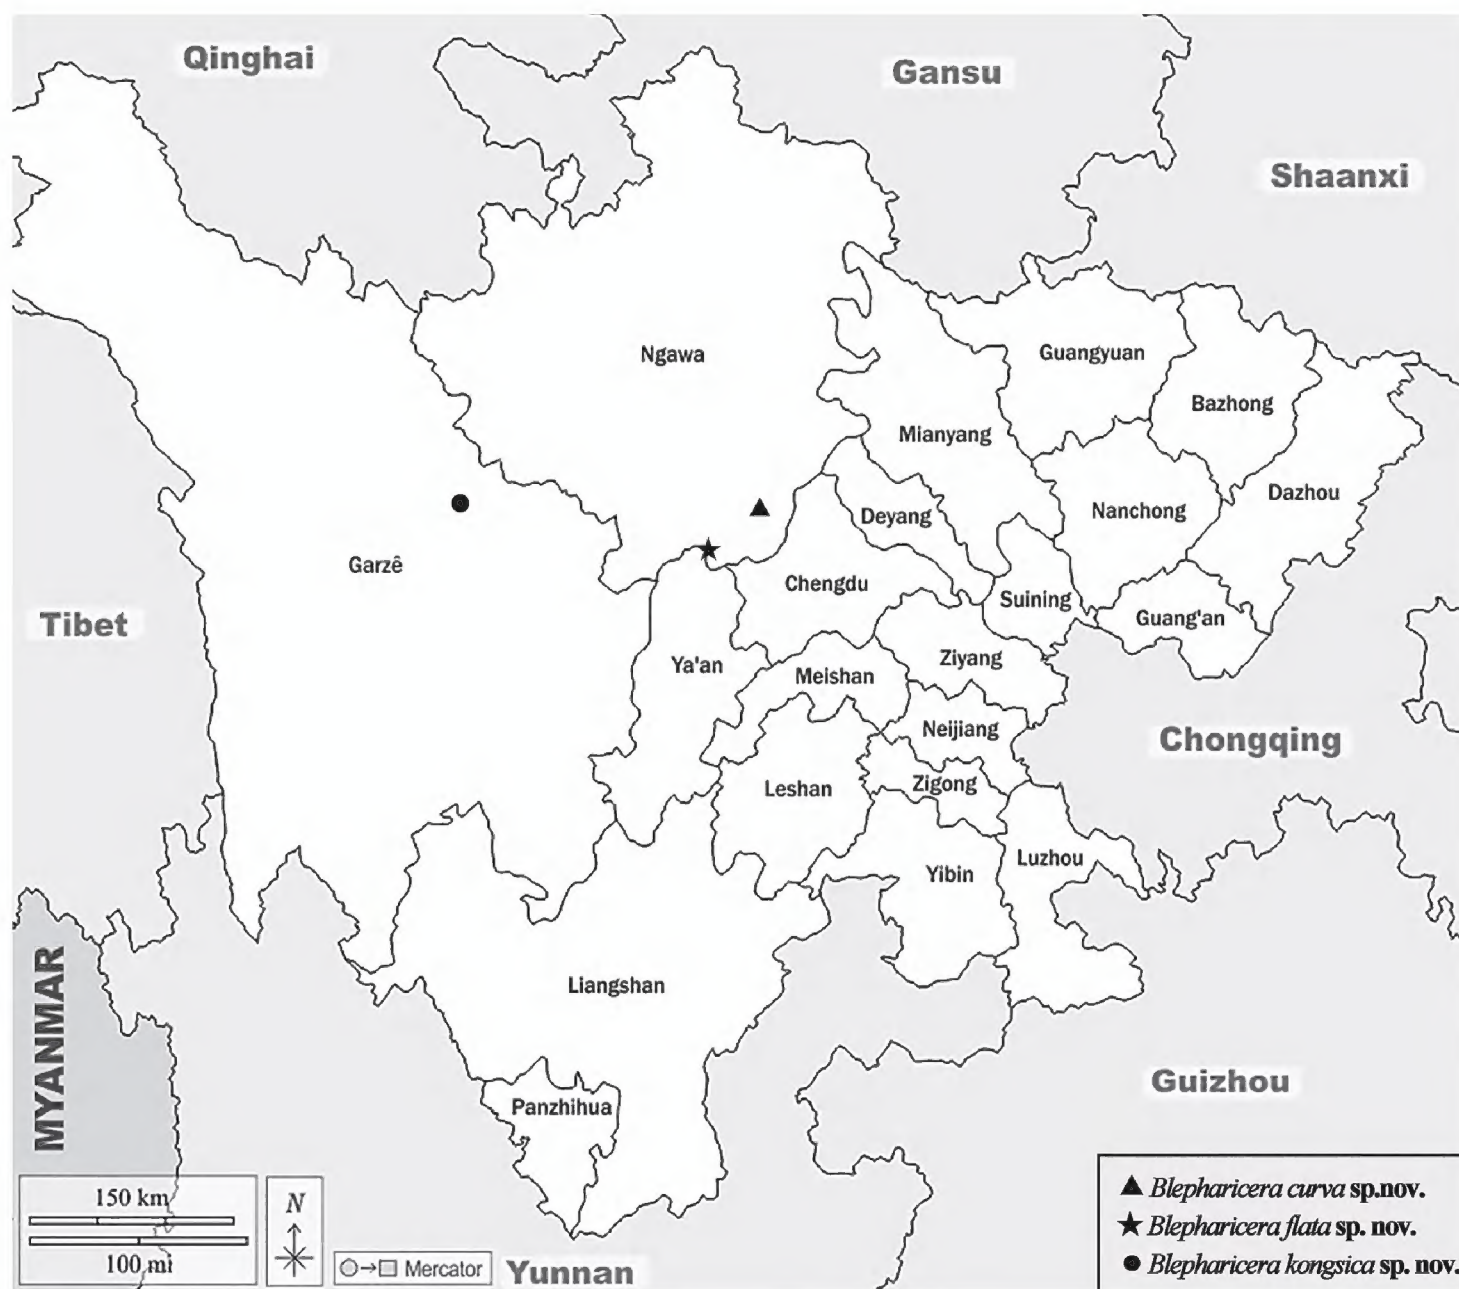 Qinghai
Gansu
Shaanxi
Ngawa
Guangyuan
Bazhong
Mianyang
Dazhou
Nanchong
Deyang
Garzê
Chengdu
Suining
Guang'an
Tibet
Ya'an
Ziyang
Meishan
Neijiang
Chongqing
Leshan
Zigong
Luzhou
Yibin
Liangshan
MYANMAR
Guizhou
Panzhihua
150 km
100 mi
N
Mercator
Yunnan
Blepharicera curva sp.nov.
Blepharicera flata sp. nov.
Blepharicera kongsica sp. nov.